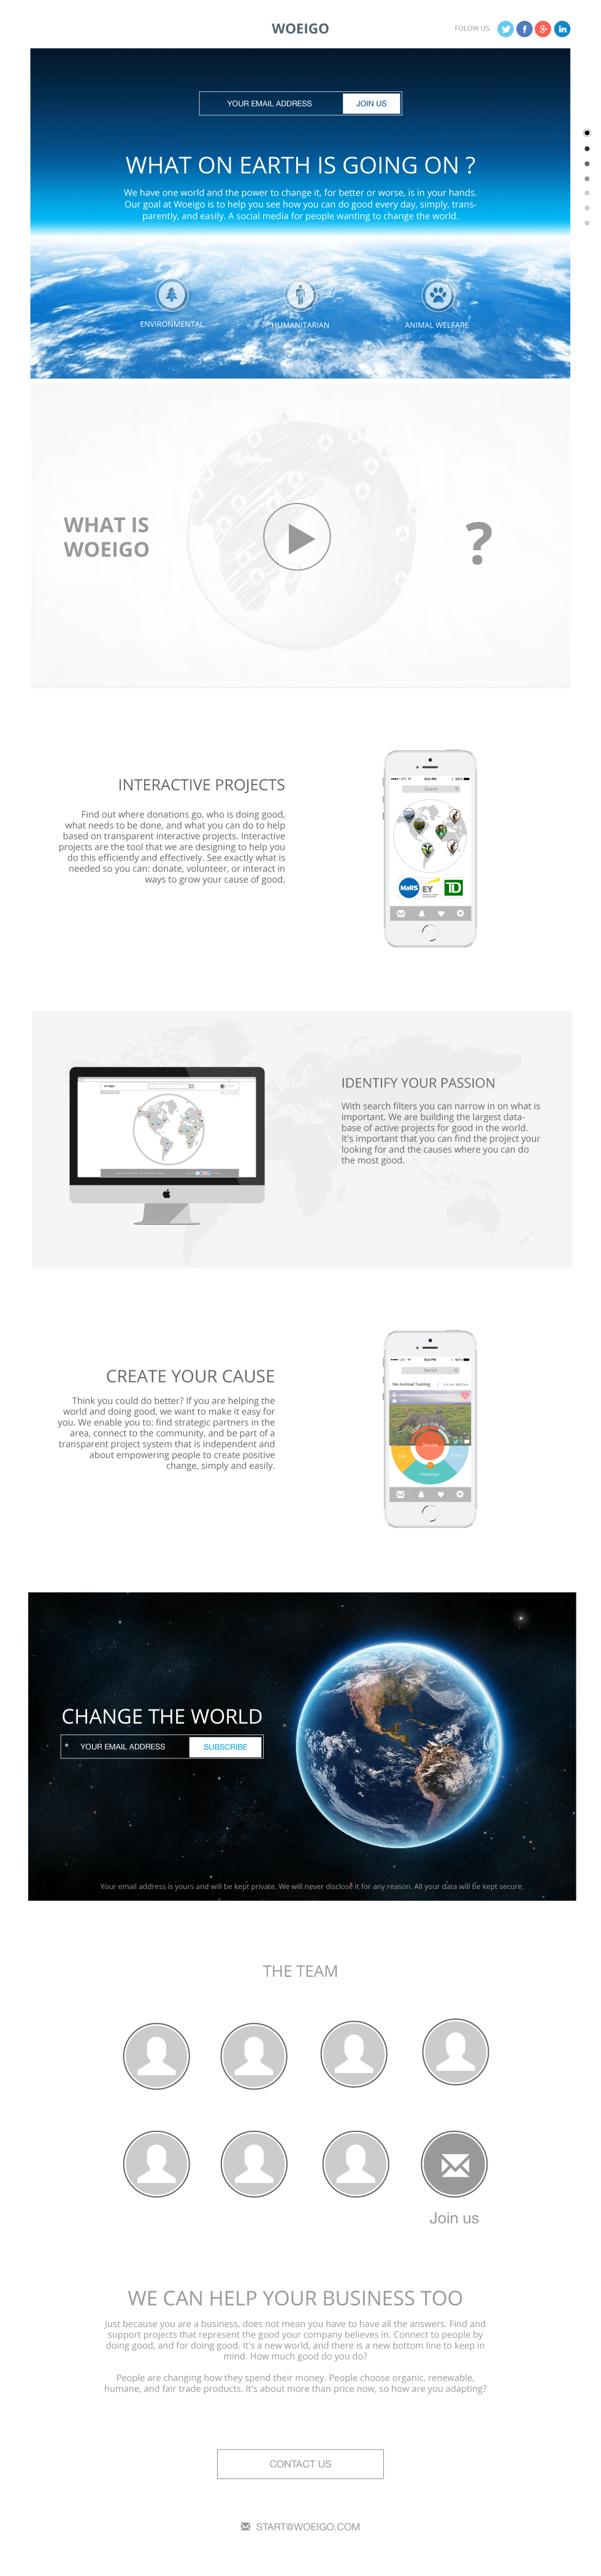 WOEIGO
FOLOW US
YOUR EMAIL ADDRESS
JOIN US
WHAT ON EARTH IS GOING ON ?
We have one world and the power to change it, for better or worse, is in your hands.
Our goal at Woeigo is to help you see how you can do good every day, simply, trans-
parently, and easily. A social media for people wanting to change the world.
ENVIRONMENTAL
HUMANITARIAN
ANIMAL WELFARE
WHAT IS
WOEIGO
?
INTERACTIVE PROJECTS
Find out where donations go, who is doing good,
what needs to be done, and what you can do to help
based on transparent interactive projects. Interactive
projects are the tool that we are designing to help you
do this efficiently and effectively. See exactly what is
needed so you can: donate, volunteer, or interact in
ways to grow your cause of good.
Search
MaRS
EY
TD
woeigo
IDENTIFY YOUR PASSION
With search filters you can narrow in on what is
important. We are building the largest data-
base of active projects for good in the world.
It's important that you can find the project your
looking for and the causes where you can do
the most good.
CREATE YOUR CAUSE
Think you could do better? If you are helping the
world and doing good, we want to make it easy for
you. We enable you to: find strategic partners in the
area, connect to the community, and be part of a
transparent project system that is independent and
about empowering people to create positive
change, simply and easily.
Search
No Animal Testing
Animal Welfare
Donate
Volunteer
CHANGE THE WORLD
YOUR EMAIL ADDRESS
SUBSCRIBE
Your email address is yours and will be kept private. We will never disclose it for any reason. All your data will be kept secure.
THE TEAM
Join us
WE CAN HELP YOUR BUSINESS TOO
Just because you are a business, does not mean you have to have all the answers. Find and
support projects in that represent the good your company believes in. Connect to people by
doing good, and for doing good. It's a new world, and there is a new bottom line to keep in
mind. How much good do you do?
People are changing how they spend their money. People choose organic, renewable,
humane, and fair trade products. It's about more than price now, so how are you adapting?
CONTACT US
START@WOEIGO.COM